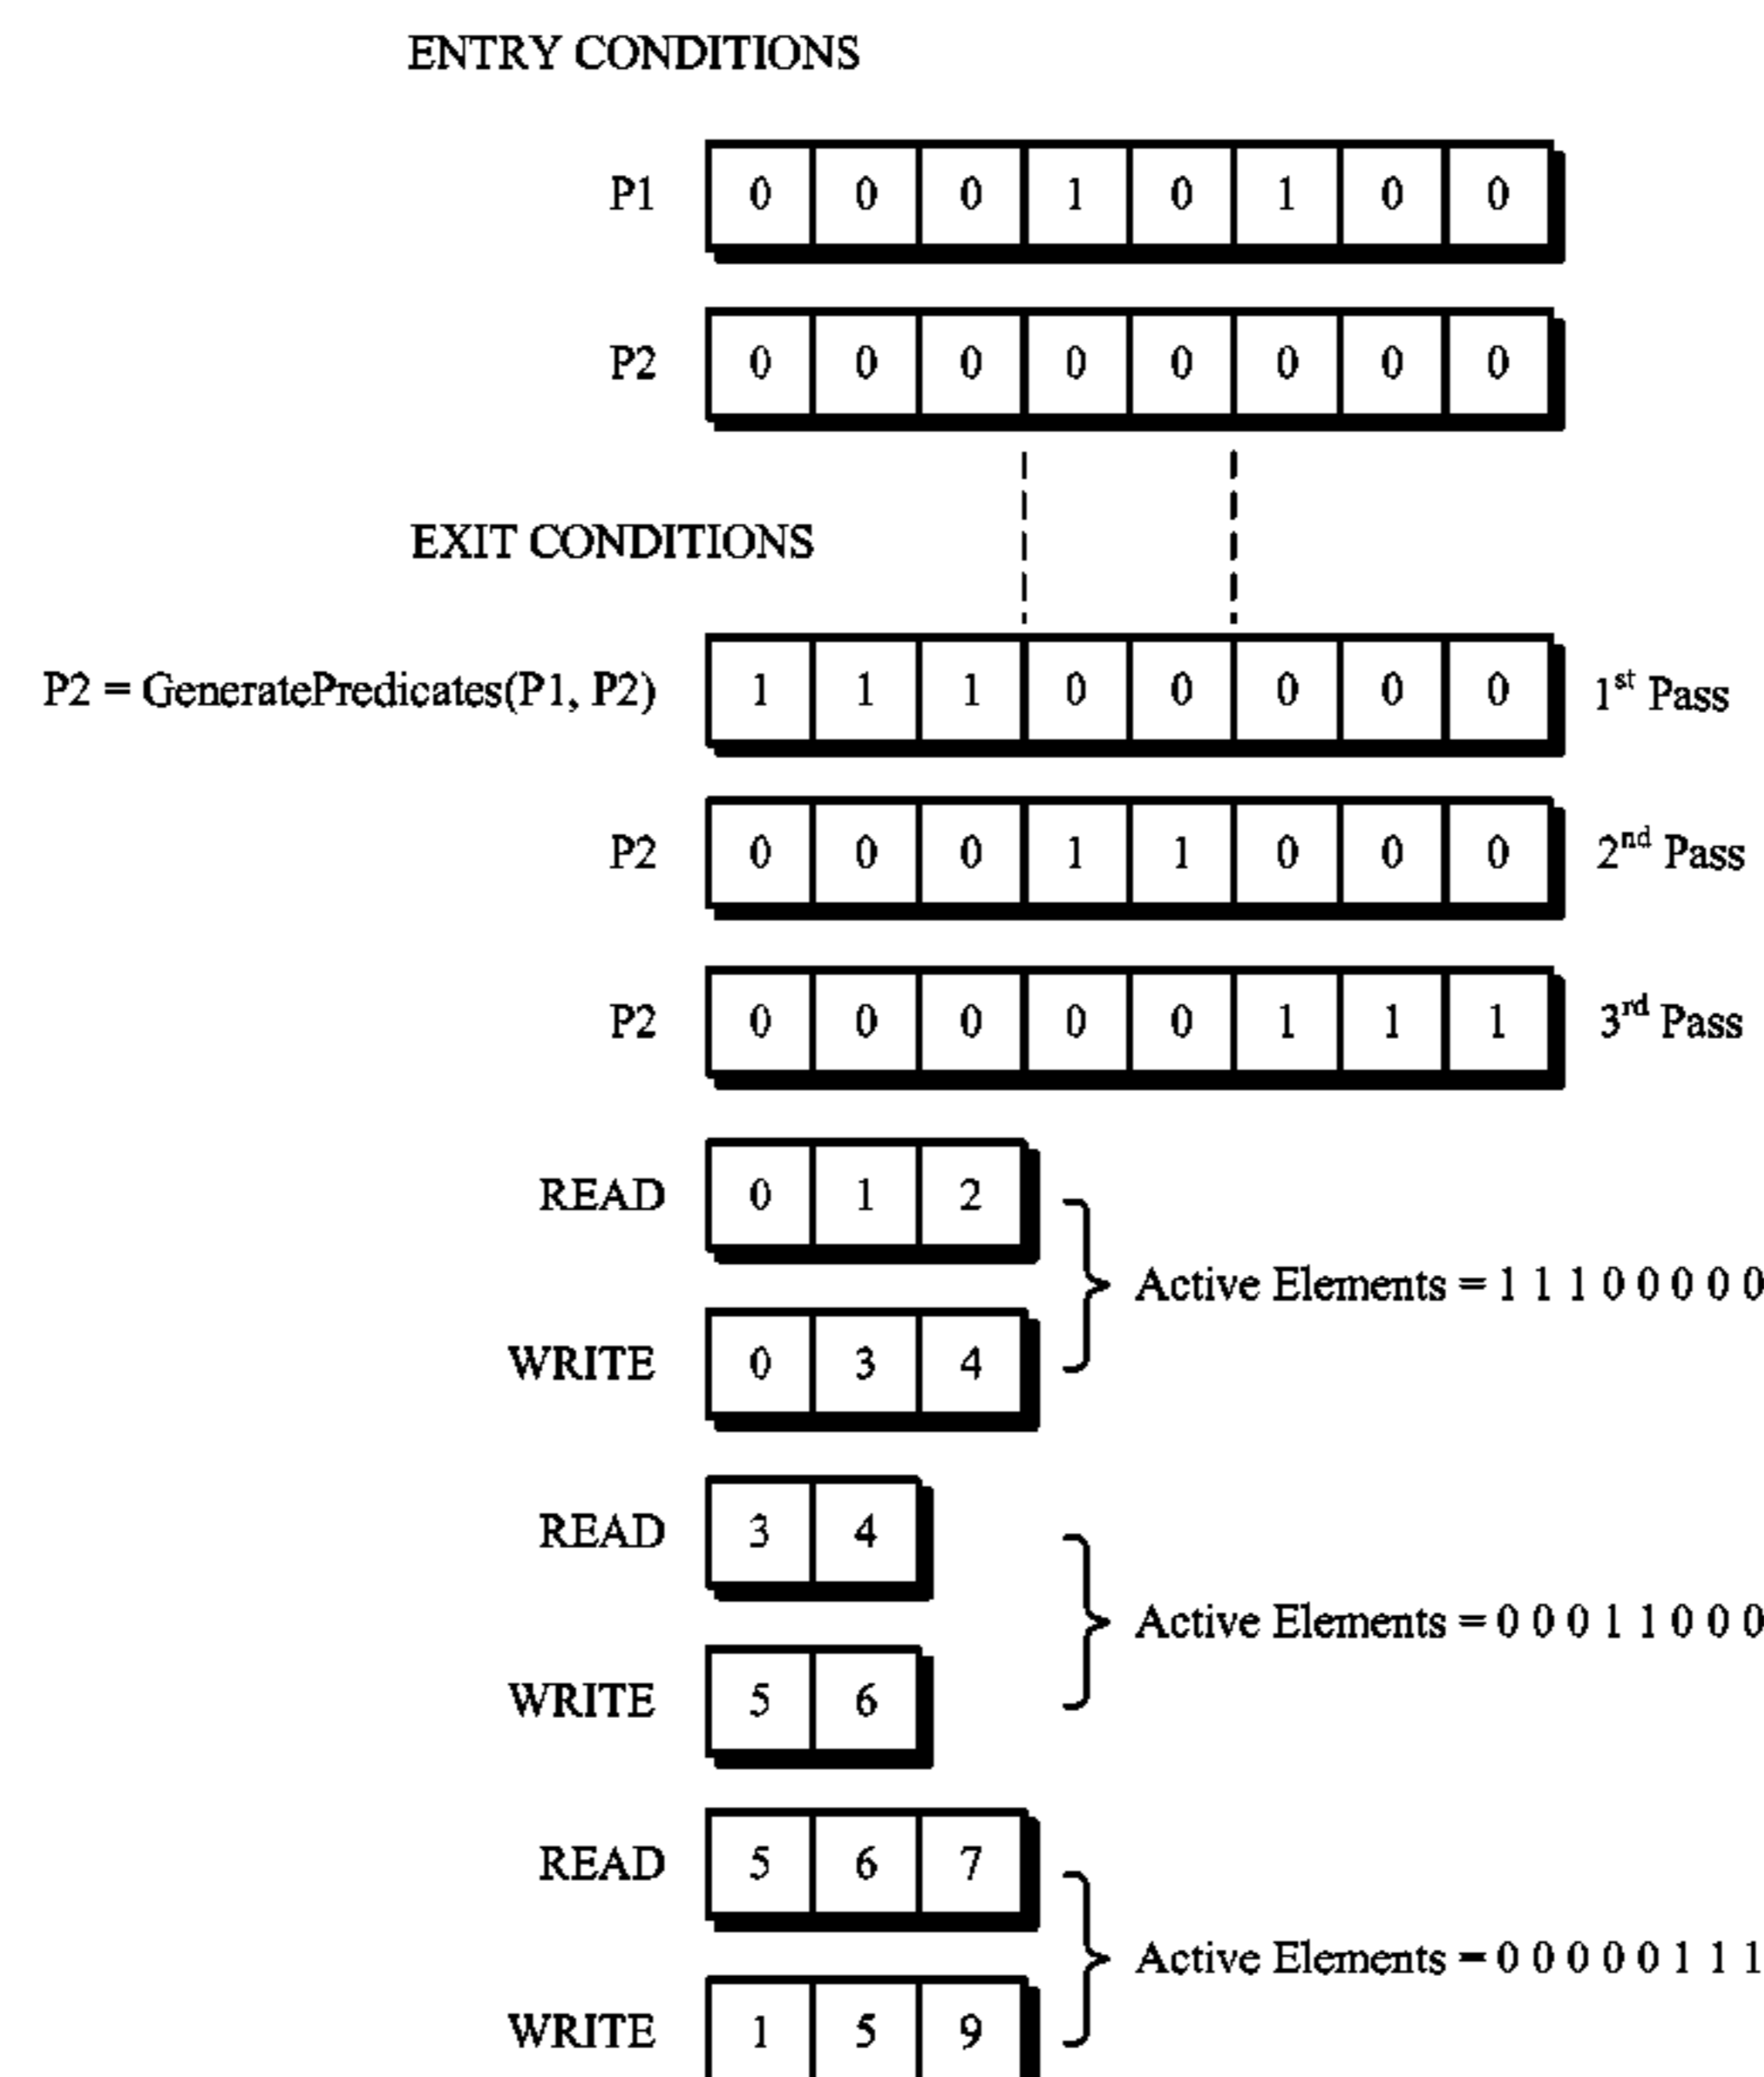 ENTRY CONDITIONS
P1 0 0 0 1 0 1 0 0
P2 0 0 0 0 0 0 0 0
EXIT CONDITIONS
P2 = GeneratePredicates(P1, P2) 1 1 1 0 0 0 0 0 1st Pass
P2 0 0 0 1 1 0 0 0 2nd Pass
P2 0 0 0 0 0 1 1 1 3rd Pass
READ 0 1 2
Active Elements = 1 1 1 0 0 0 0 0
WRITE 0 3 4
READ 3 4
Active Elements = 0 0 0 1 1 0 0 0
WRITE 5 6
READ 5 6 7
Active Elements = 0 0 0 0 0 1 1 1
WRITE 1 5 9